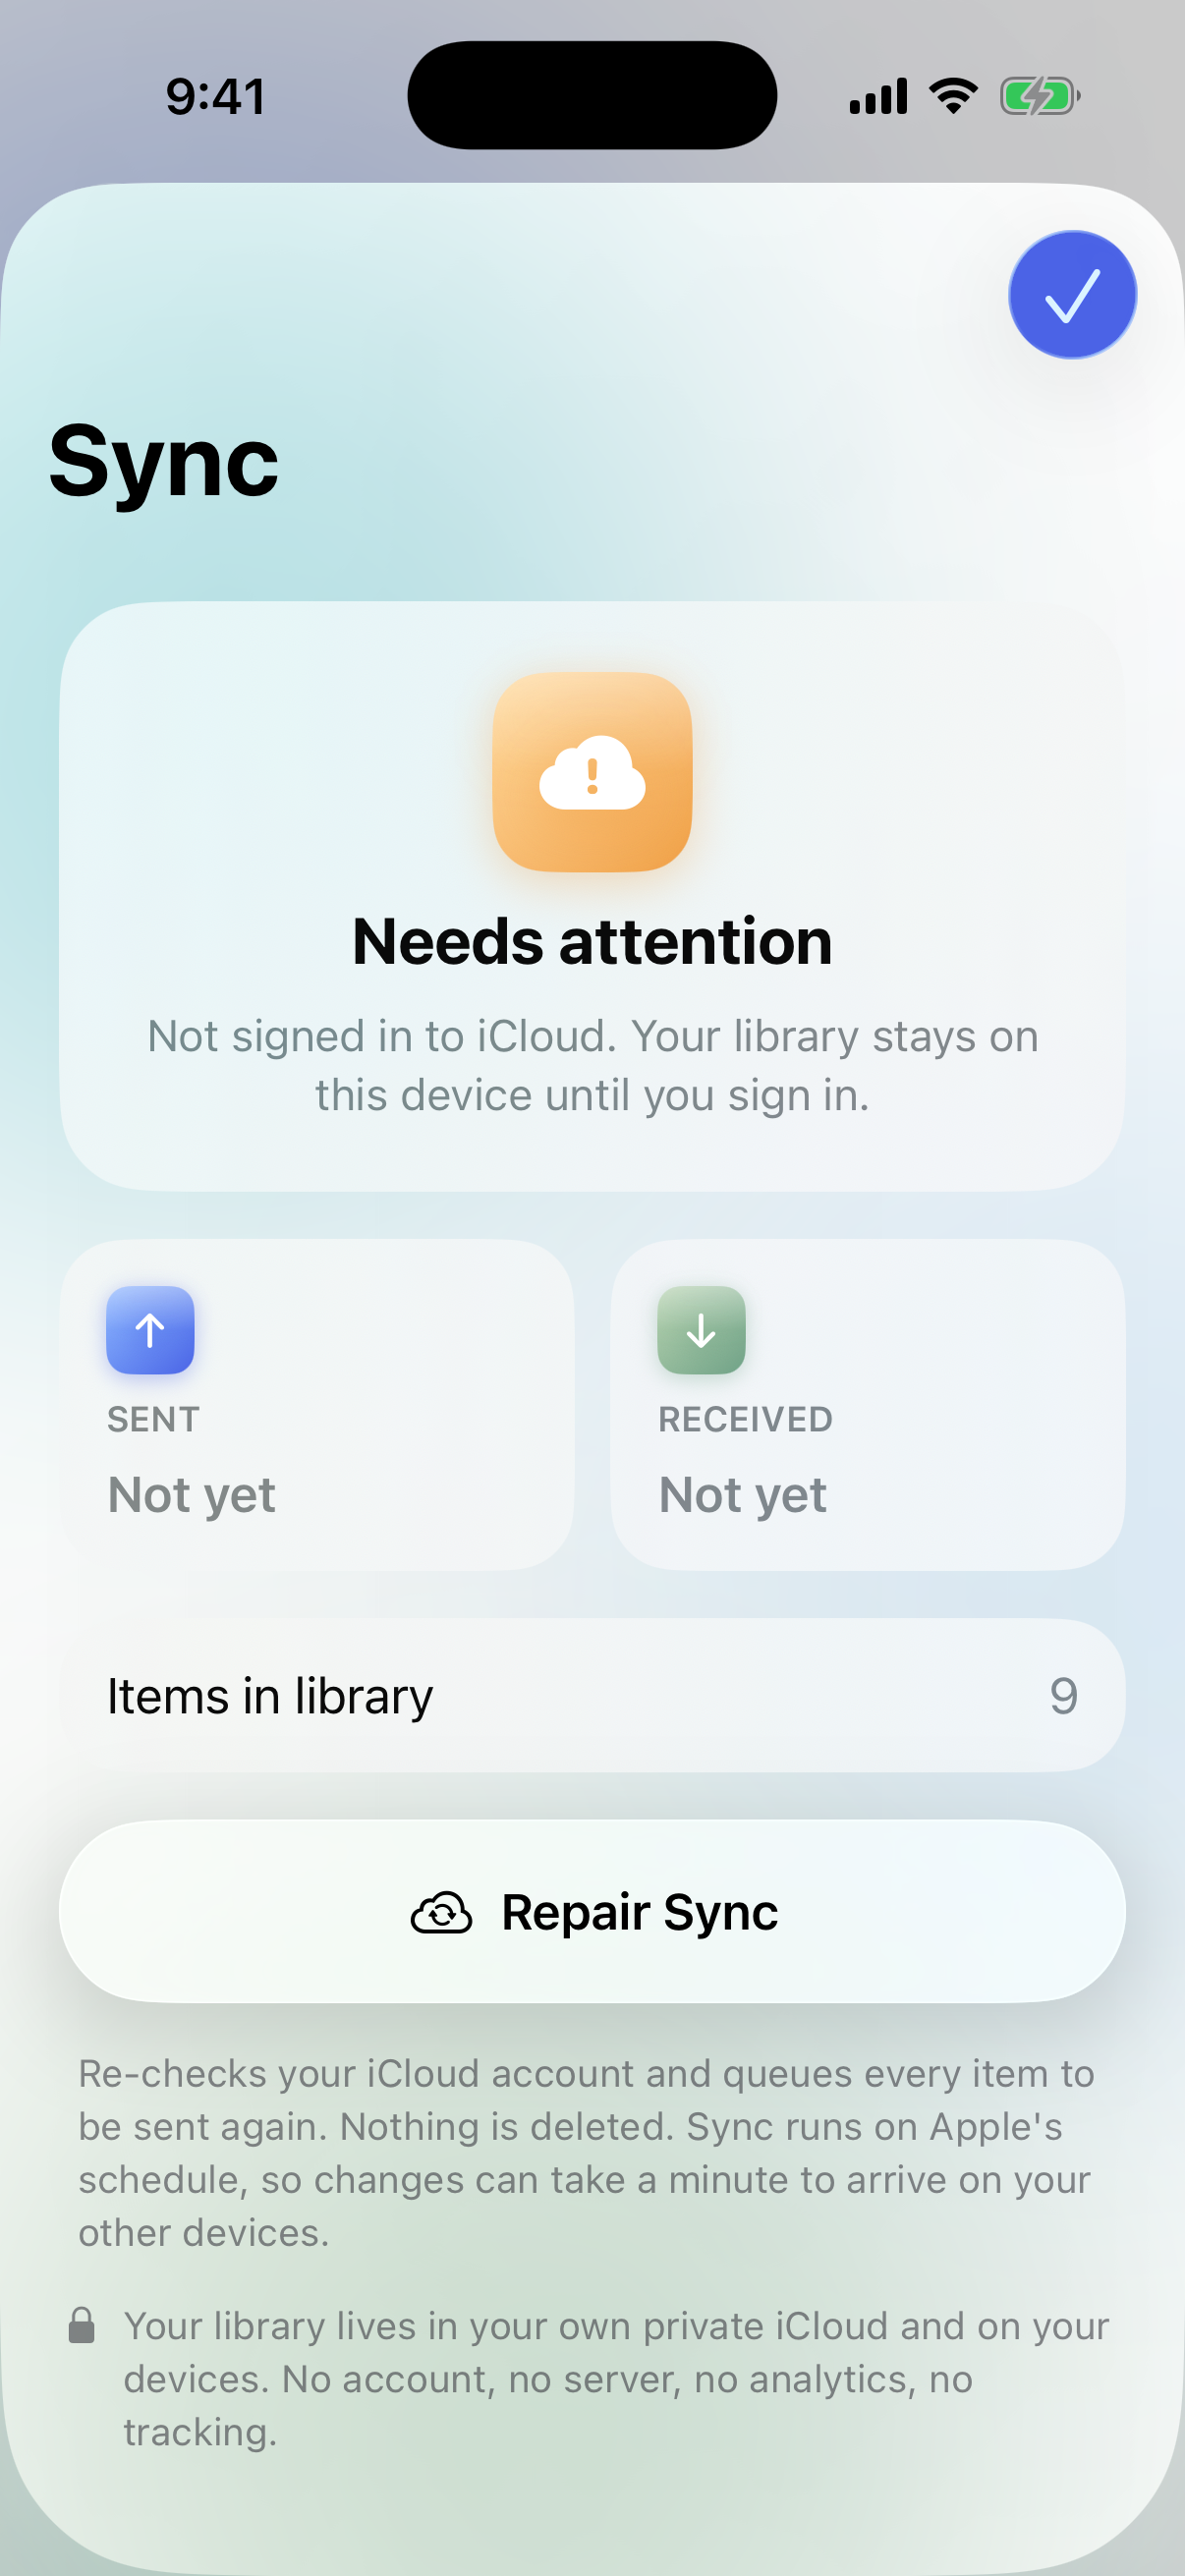 9:41
Sync
Needs attention
Not signed in to iCloud. Your library stays on
this device until you sign in.
SENT
Not yet
RECEIVED
Not yet
Items in library
9
Repair Sync
Re-checks your iCloud account and queues every item to
be sent again. Nothing is deleted. Sync runs on Apple's
schedule, so changes can take a minute to arrive on your
other devices.
Your library lives in your own private iCloud and on your
devices. No account, no server, no analytics, no
tracking.